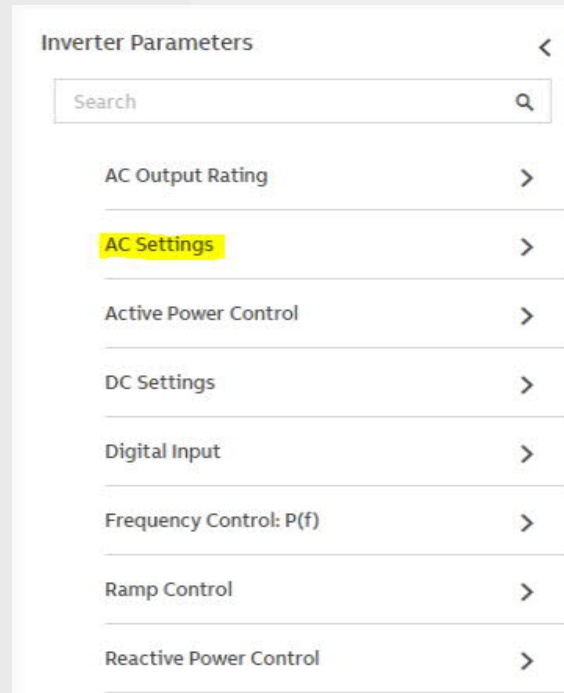 Inverter Parameters
Search
AC Output Rating
AC Settings
Active Power Control
DC Settings
Digital Input
Frequency Control: P(f)
Ramp Control
Reactive Power Control